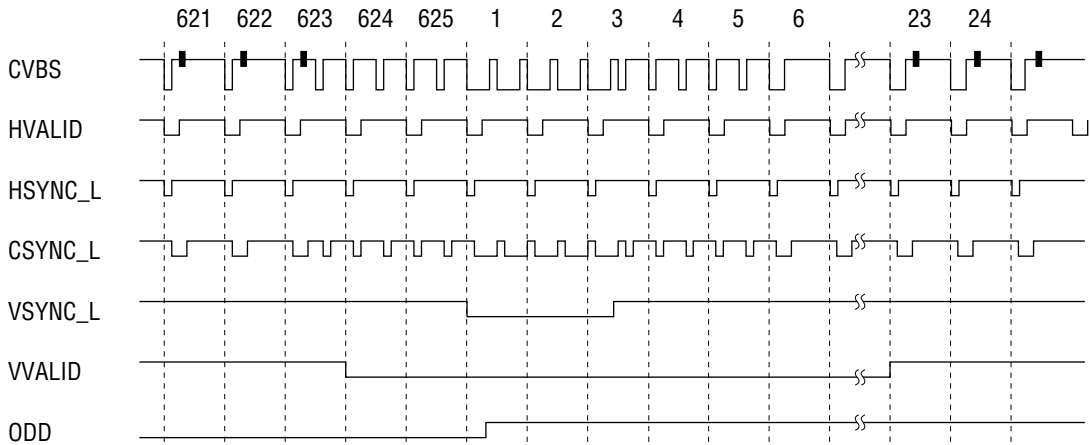 621 622 623 624 625 1 2 3 4 5 6 23 24
CVBS
HVALID
HSYNC_L
CSYNC_L
VSYNC_L
VVALID
ODD